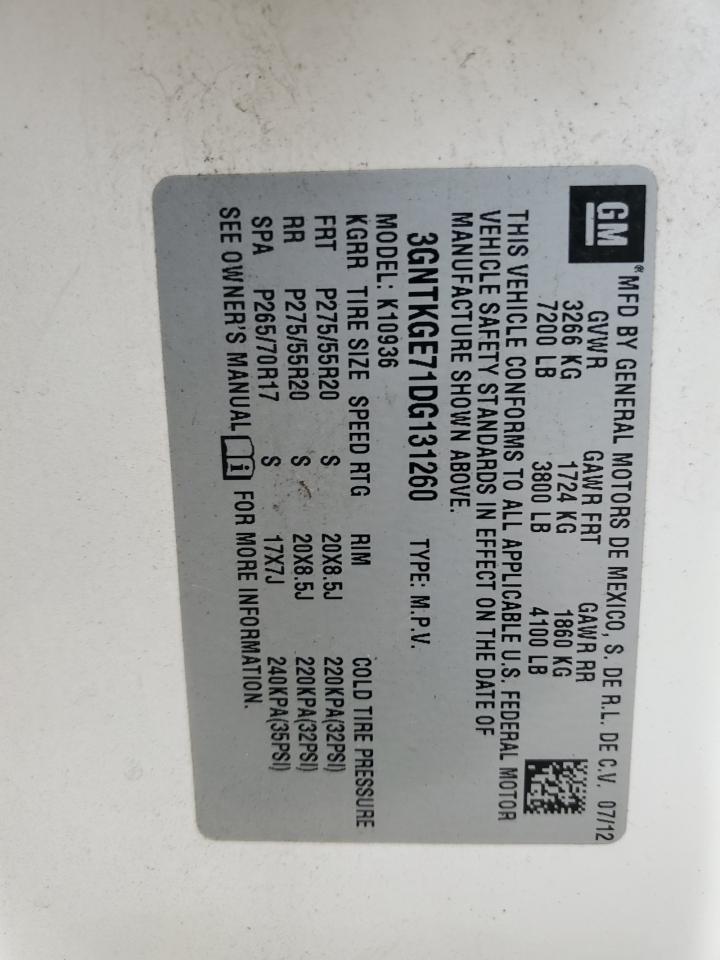 GM® MFD BY GENERAL MOTORS DE MEXICO, S. DE R.L. DE C.V. 07/12
GVWR GAWR FRT GAWR RR
3266 KG 1724 KG 1860 KG
7200 LB 3800 LB 4100 LB
THIS VEHICLE CONFORMS TO ALL APPLICABLE U.S. FEDERAL MOTOR
VEHICLE SAFETY STANDARDS IN EFFECT ON THE DATE OF
MANUFACTURE SHOWN ABOVE.
3GNTKGE71DG131260 TYPE: M.P.V.
MODEL: K10936
KGRR TIRE SIZE SPEED RTG RIM COLD TIRE PRESSURE
FRT P275/55R20 S 20X8.5J 220KPA(32PSI)
RR P275/55R20 S 20X8.5J 220KPA(32PSI)
SPA P265/70R17 S 17X7J 240KPA(35PSI)
SEE OWNER'S MANUAL FOR MORE INFORMATION.